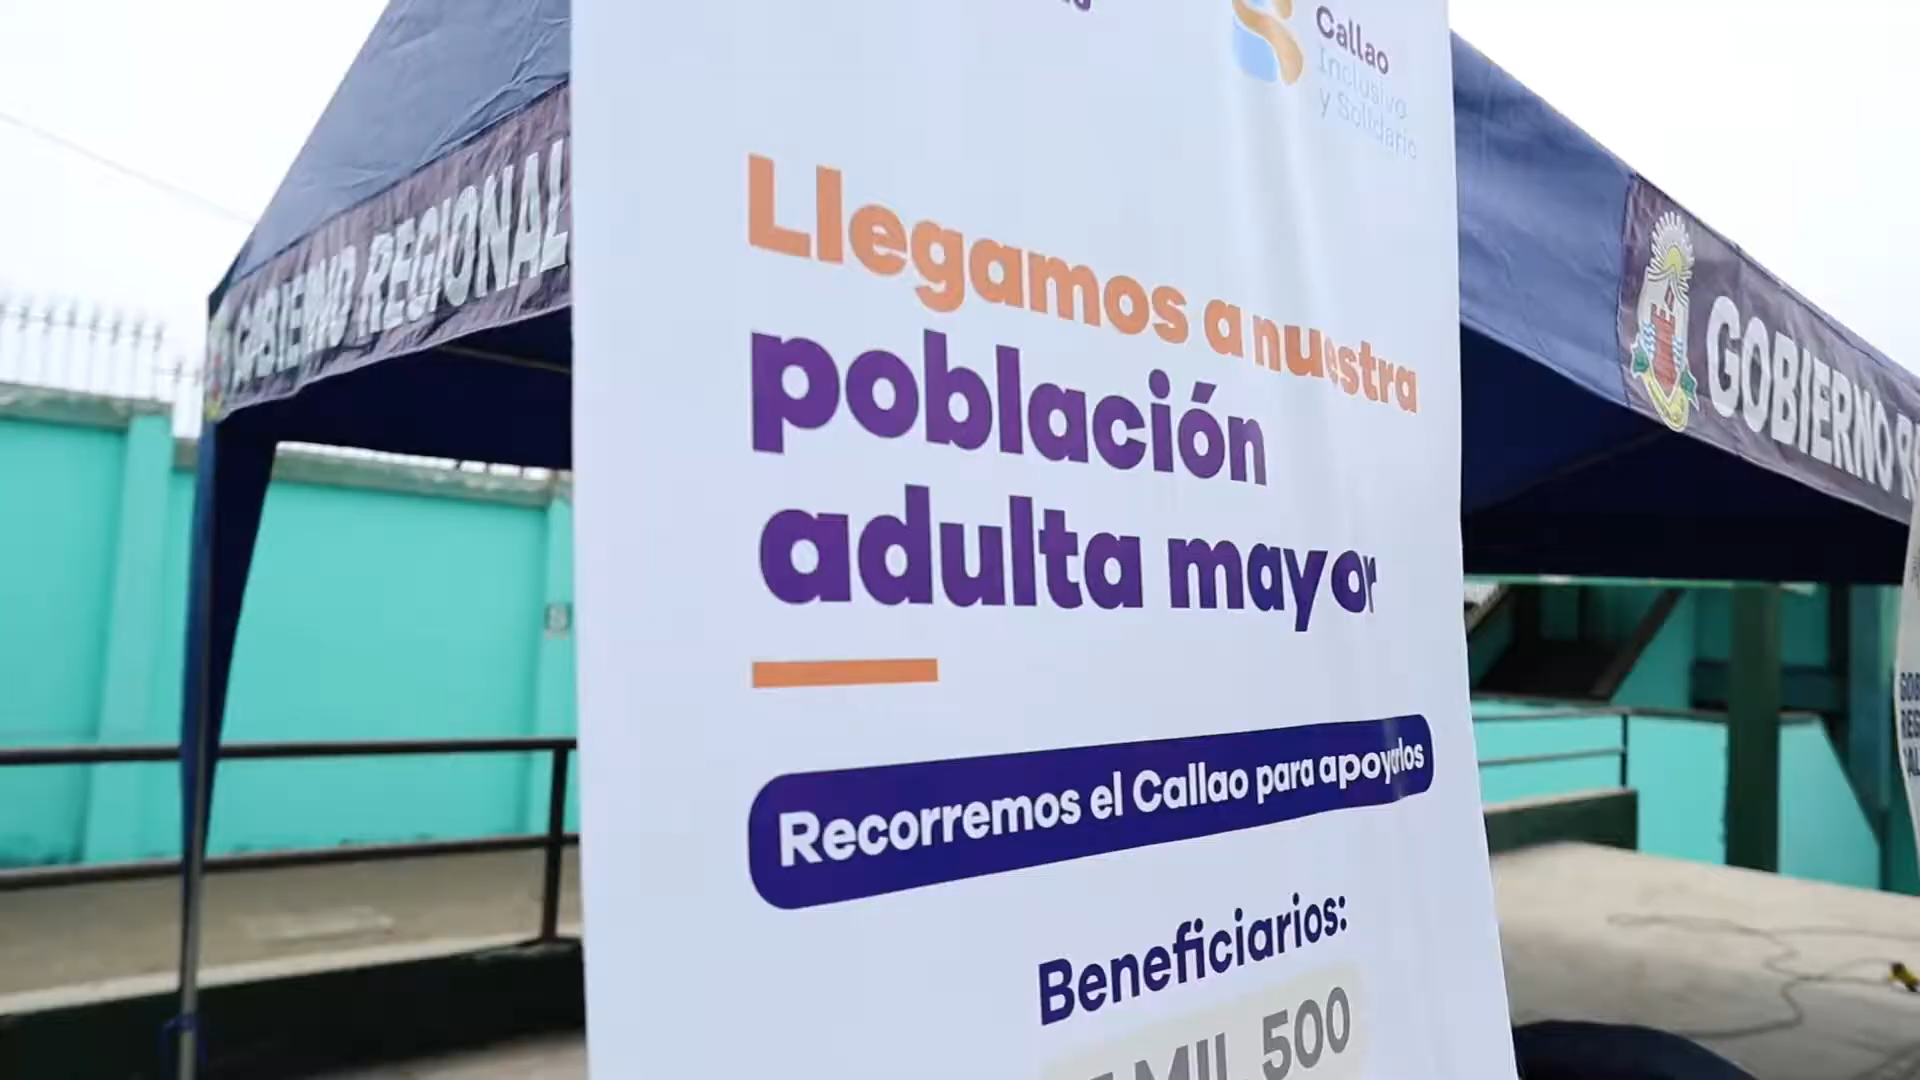 Callao
Inclusivo
y Solidario
GOBIERNO REGIONAL
Llegamos a nuestra
población
adulta mayor
GOBIERNO
Recorremos el Callao para apoyarlos
Beneficiarios:
MIL 500